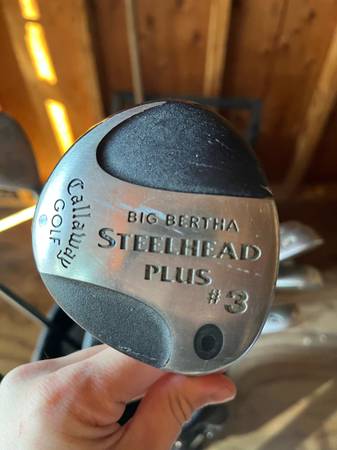 Callaway
GOLF
BIG BERTHA
STEELHEAD
PLUS
#3